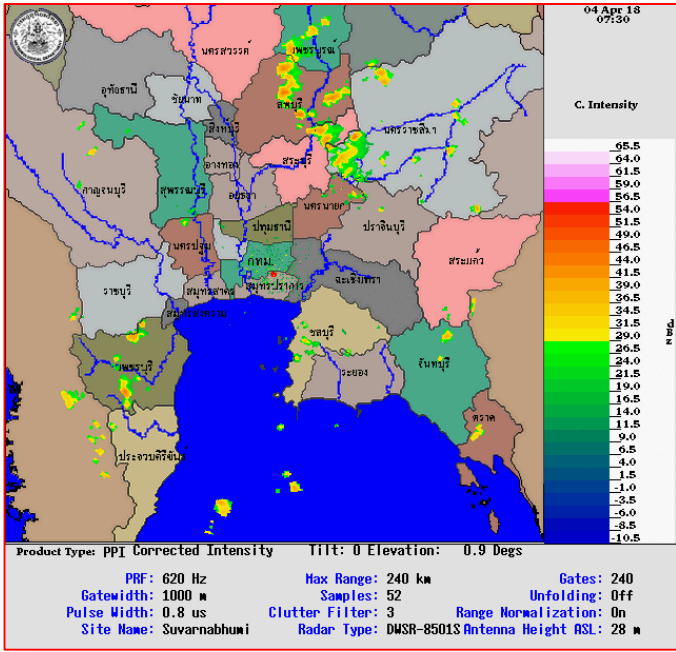 04 Apr 18
07:30
C. Intensity
65.5
64.0
61.5
59.0
56.5
54.0
51.5
49.0
46.5
44.0
41.5
39.0
36.5
34.0
31.5
29.0
26.5
24.0
21.5
19.0
16.5
14.0
11.5
9.0
6.5
4.0
1.5
-1.0
-3.5
-6.0
-8.5
-10.5
นครสวรรค์
เพชรบูรณ์
อุทัยธานี
ชัยนาท
ลพบุรี
สิงหบุรี
นครราชสีมา
อ่างทอง
สระบุรี
กาญจนบุรี
สุพรรณบุรี
อยุธยา
นครนายก
ปราจีนบุรี
ปทุมธานี
นครปฐม
กทม.
สระแก้ว
ราชบุรี
สมุทรสาคร
สมุทรปราการ
ฉะเชิงเทรา
ชลบุรี
เพชรบุรี
ระยอง
จันทบุรี
ตราด
ประจวบคีรีขันธ์
Product Type: PPI Corrected Intensity Tilt: 0 Elevation: 0.9 Degs
PRF: 620 Hz Max Range: 240 km Gates: 240
Gatewidth: 1000 m Samples: 52 Unfolding: Off
Pulse Width: 0.8 us Clutter Filter: 3 Range Normalization: On
Site Name: Suvarnabhumi Radar Type: DWSR-8501S Antenna Height ASL: 28 m